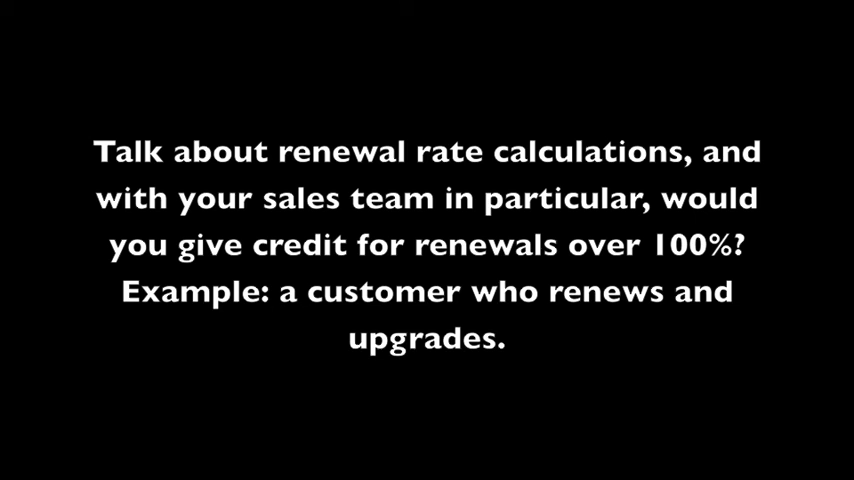 Talk about renewal rate calculations, and
with your sales team in particular, would
you give credit for renewals over 100%?
Example: a customer who renews and
upgrades.